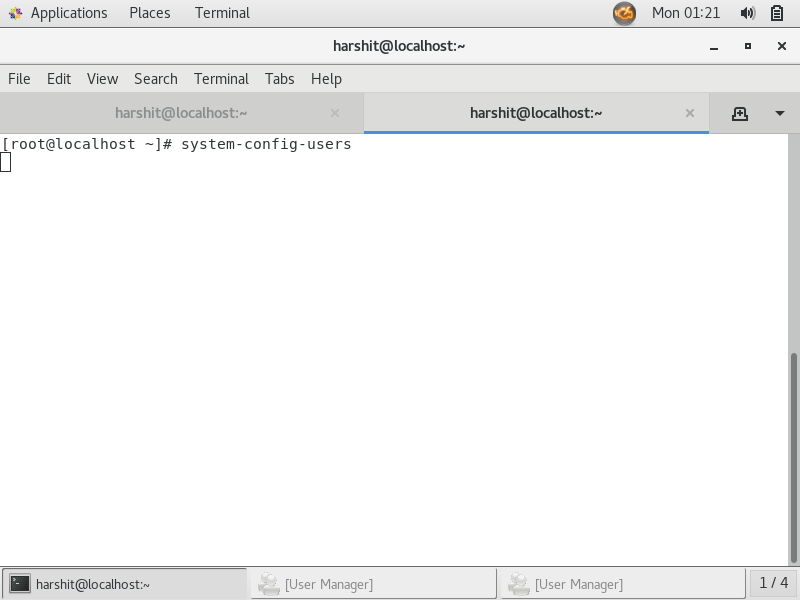 Applications Places Terminal Mon 01:21
harshit@localhost:~
File Edit View Search Terminal Tabs Help
harshit@localhost:~ harshit@localhost:~
[root@localhost ~]# system-config-users
harshit@localhost:~ [User Manager] [User Manager] 1 / 4